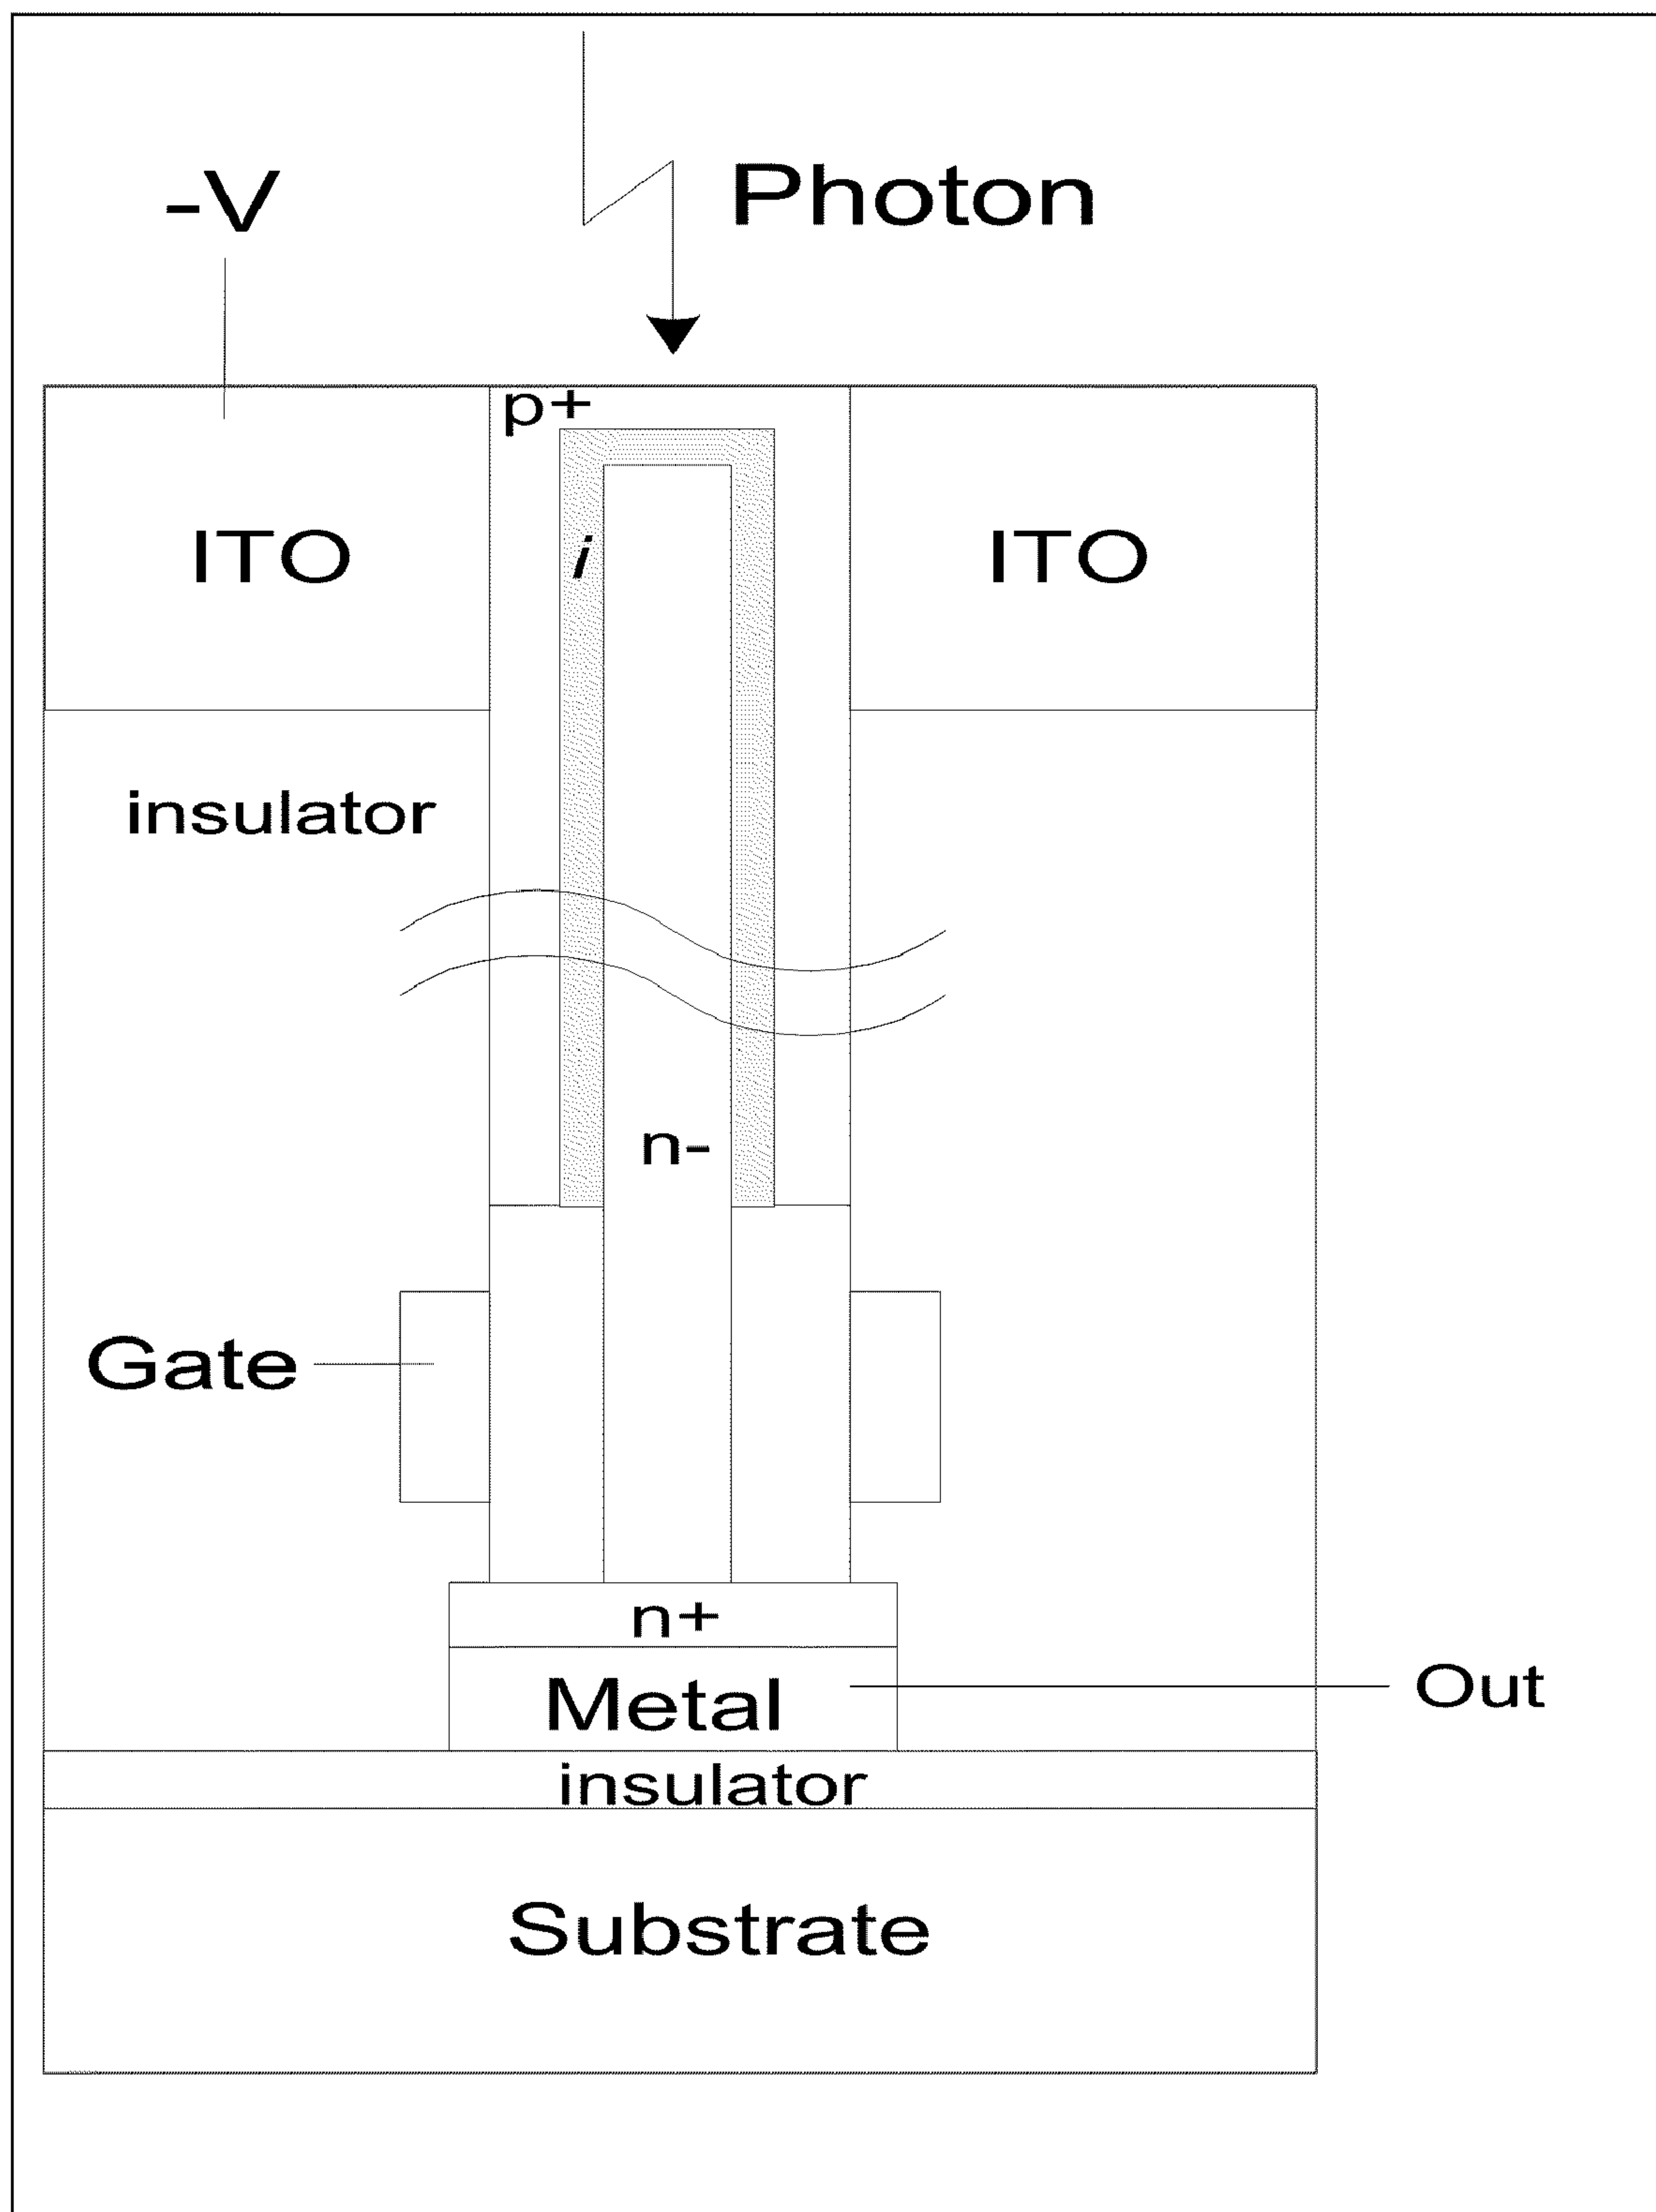 -V
Photon
p+
ITO
i
ITO
insulator
n-
Gate
n+
Metal
Out
insulator
Substrate